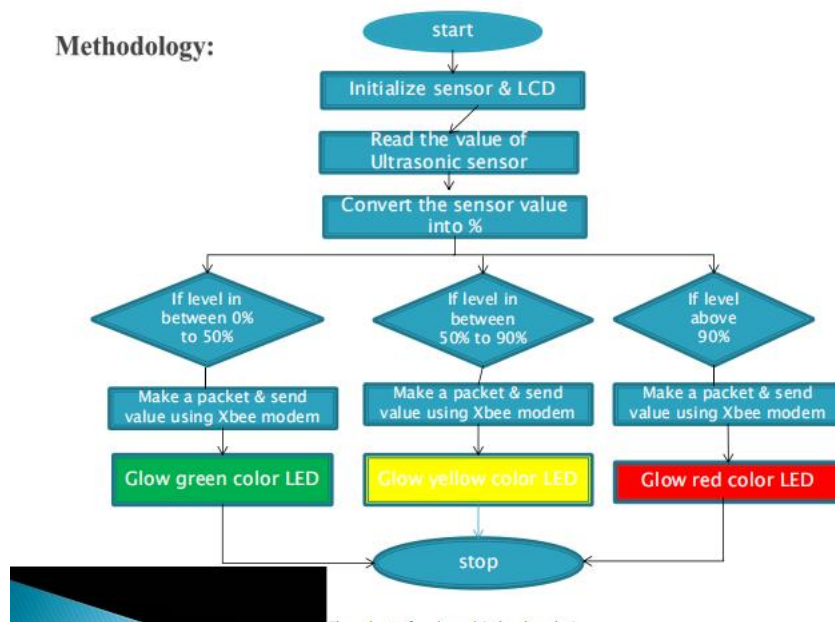 Methodology:
start
Initialize sensor & LCD
Read the value of
Ultrasonic sensor
Convert the sensor value
into %
If level in
between 0%
to 50%
If level in
between
50% to 90%
If level
above
90%
Make a packet & send
value using Xbee modem
Make a packet & send
value using Xbee modem
Make a packet & send
value using Xbee modem
Glow green color LED
Glow yellow color LED
Glow red color LED
stop